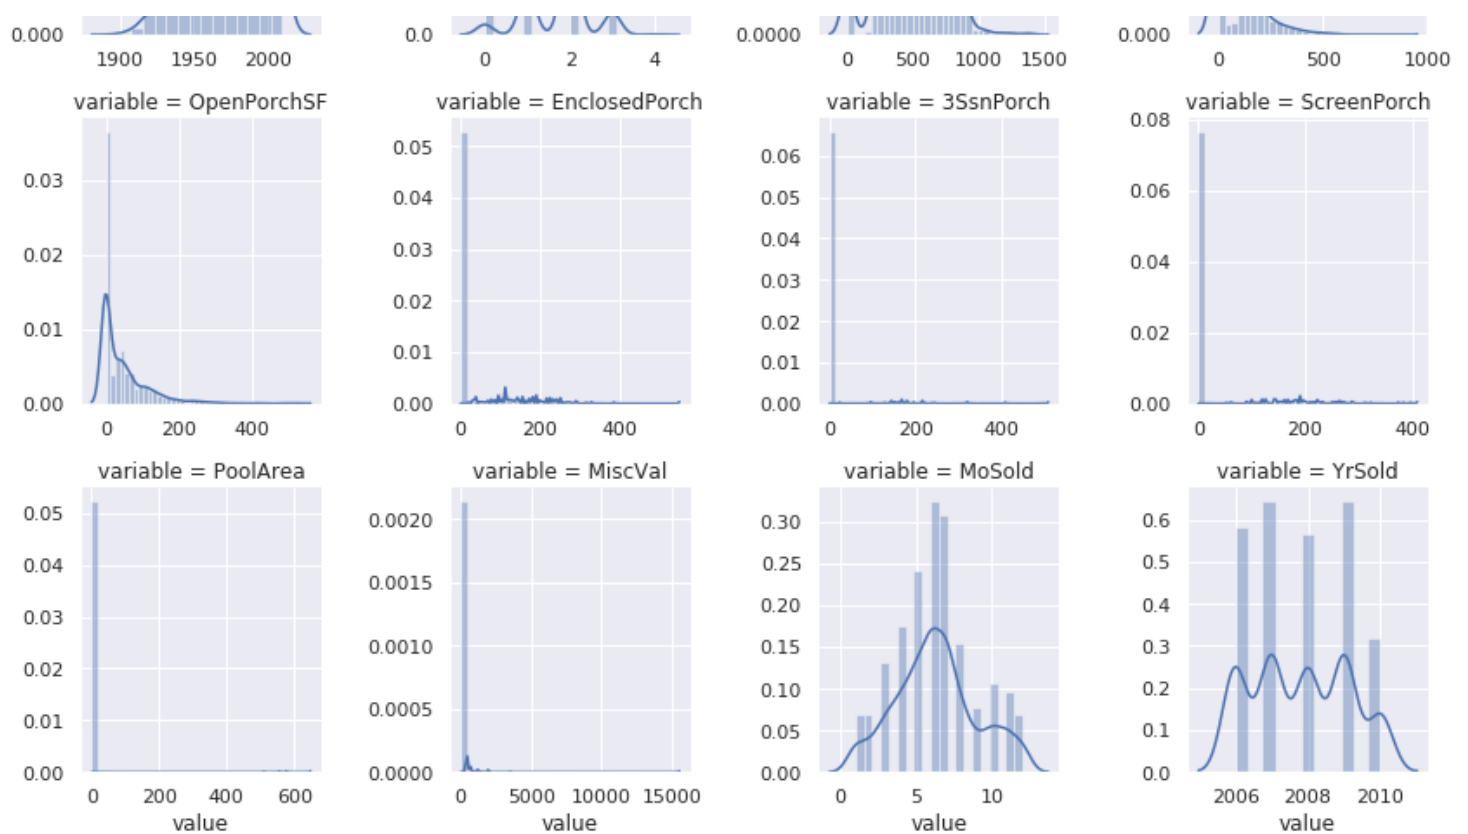 0.000 0.0 0.0000 0.000
1900 1950 2000 0 2 4 0 500 1000 1500 0 500 1000
variable = OpenPorchSF variable = EnclosedPorch variable = 3SsnPorch variable = ScreenPorch
0.03
0.02
0.01
0.00
0 200 400
0.05
0.04
0.03
0.02
0.01
0.00
0 200 400
0.06
0.05
0.04
0.03
0.02
0.01
0.00
0 200 400
0.08
0.06
0.04
0.02
0.00
0 200 400
variable = PoolArea variable = MiscVal variable = MoSold variable = YrSold
0.05
0.04
0.03
0.02
0.01
0.00
0 200 400 600
value
0.0020
0.0015
0.0010
0.0005
0.0000
0 5000 10000 15000
value
0.30
0.25
0.20
0.15
0.10
0.05
0.00
0 5 10
value
0.6
0.5
0.4
0.3
0.2
0.1
0.0
2006 2008 2010
value